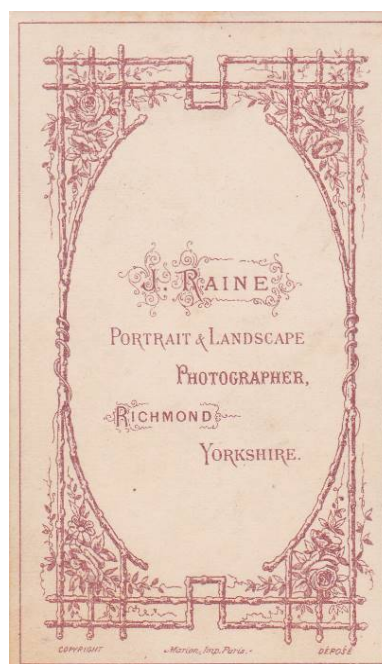 J. RAINE
PORTRAIT & LANDSCAPE
PHOTOGRAPHER,
RICHMOND
YORKSHIRE.
COPYRIGHT Marion, Imp. Paris. DÉPOSÉ